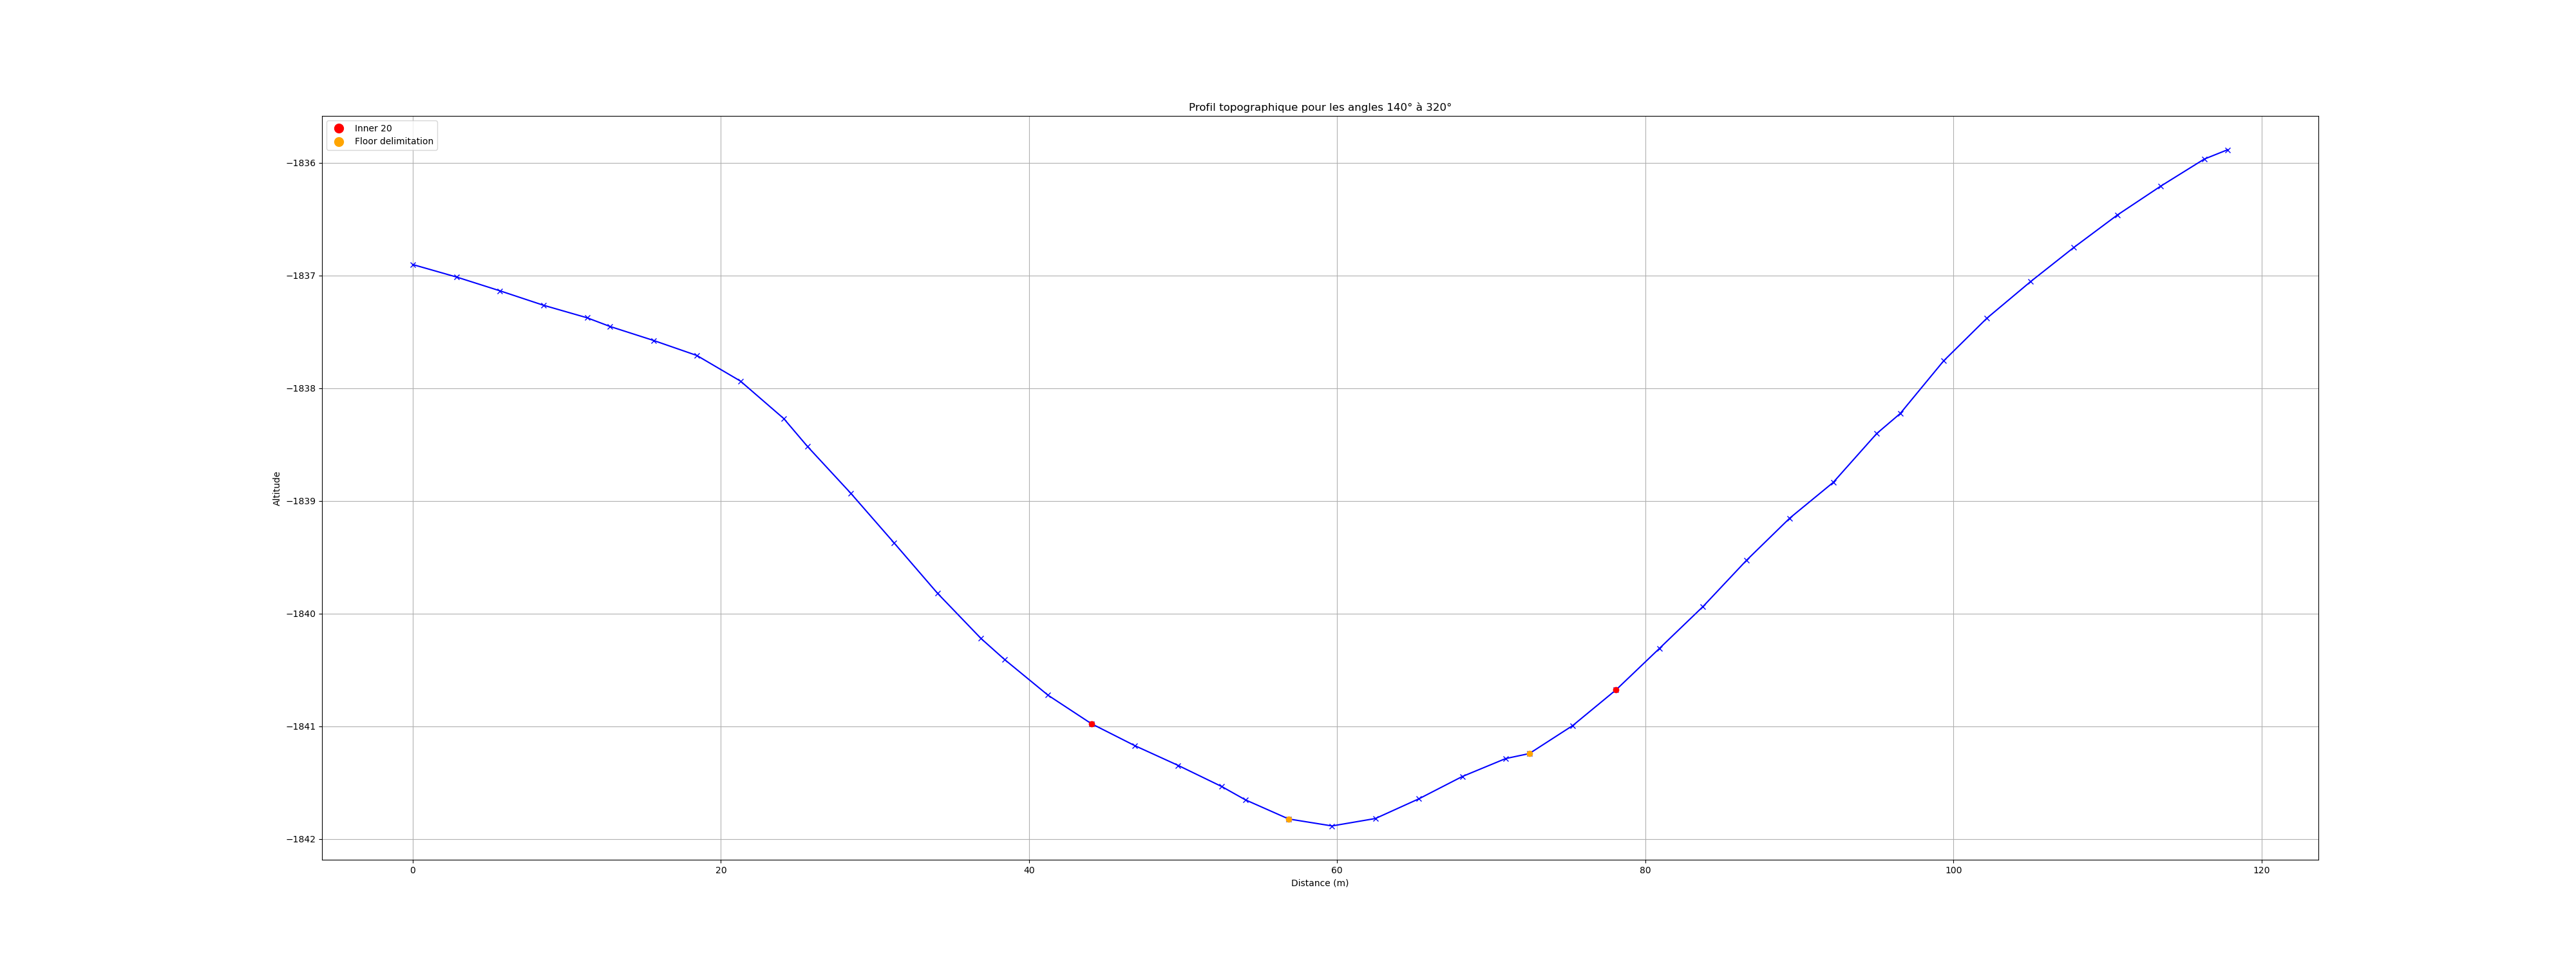 Profil topographique pour les angles 140° à 320°
Inner 20
Floor delimitation
−1836
−1837
−1838
−1839
−1840
−1841
−1842
Altitude
0 20 40 60 80 100 120
Distance (m)